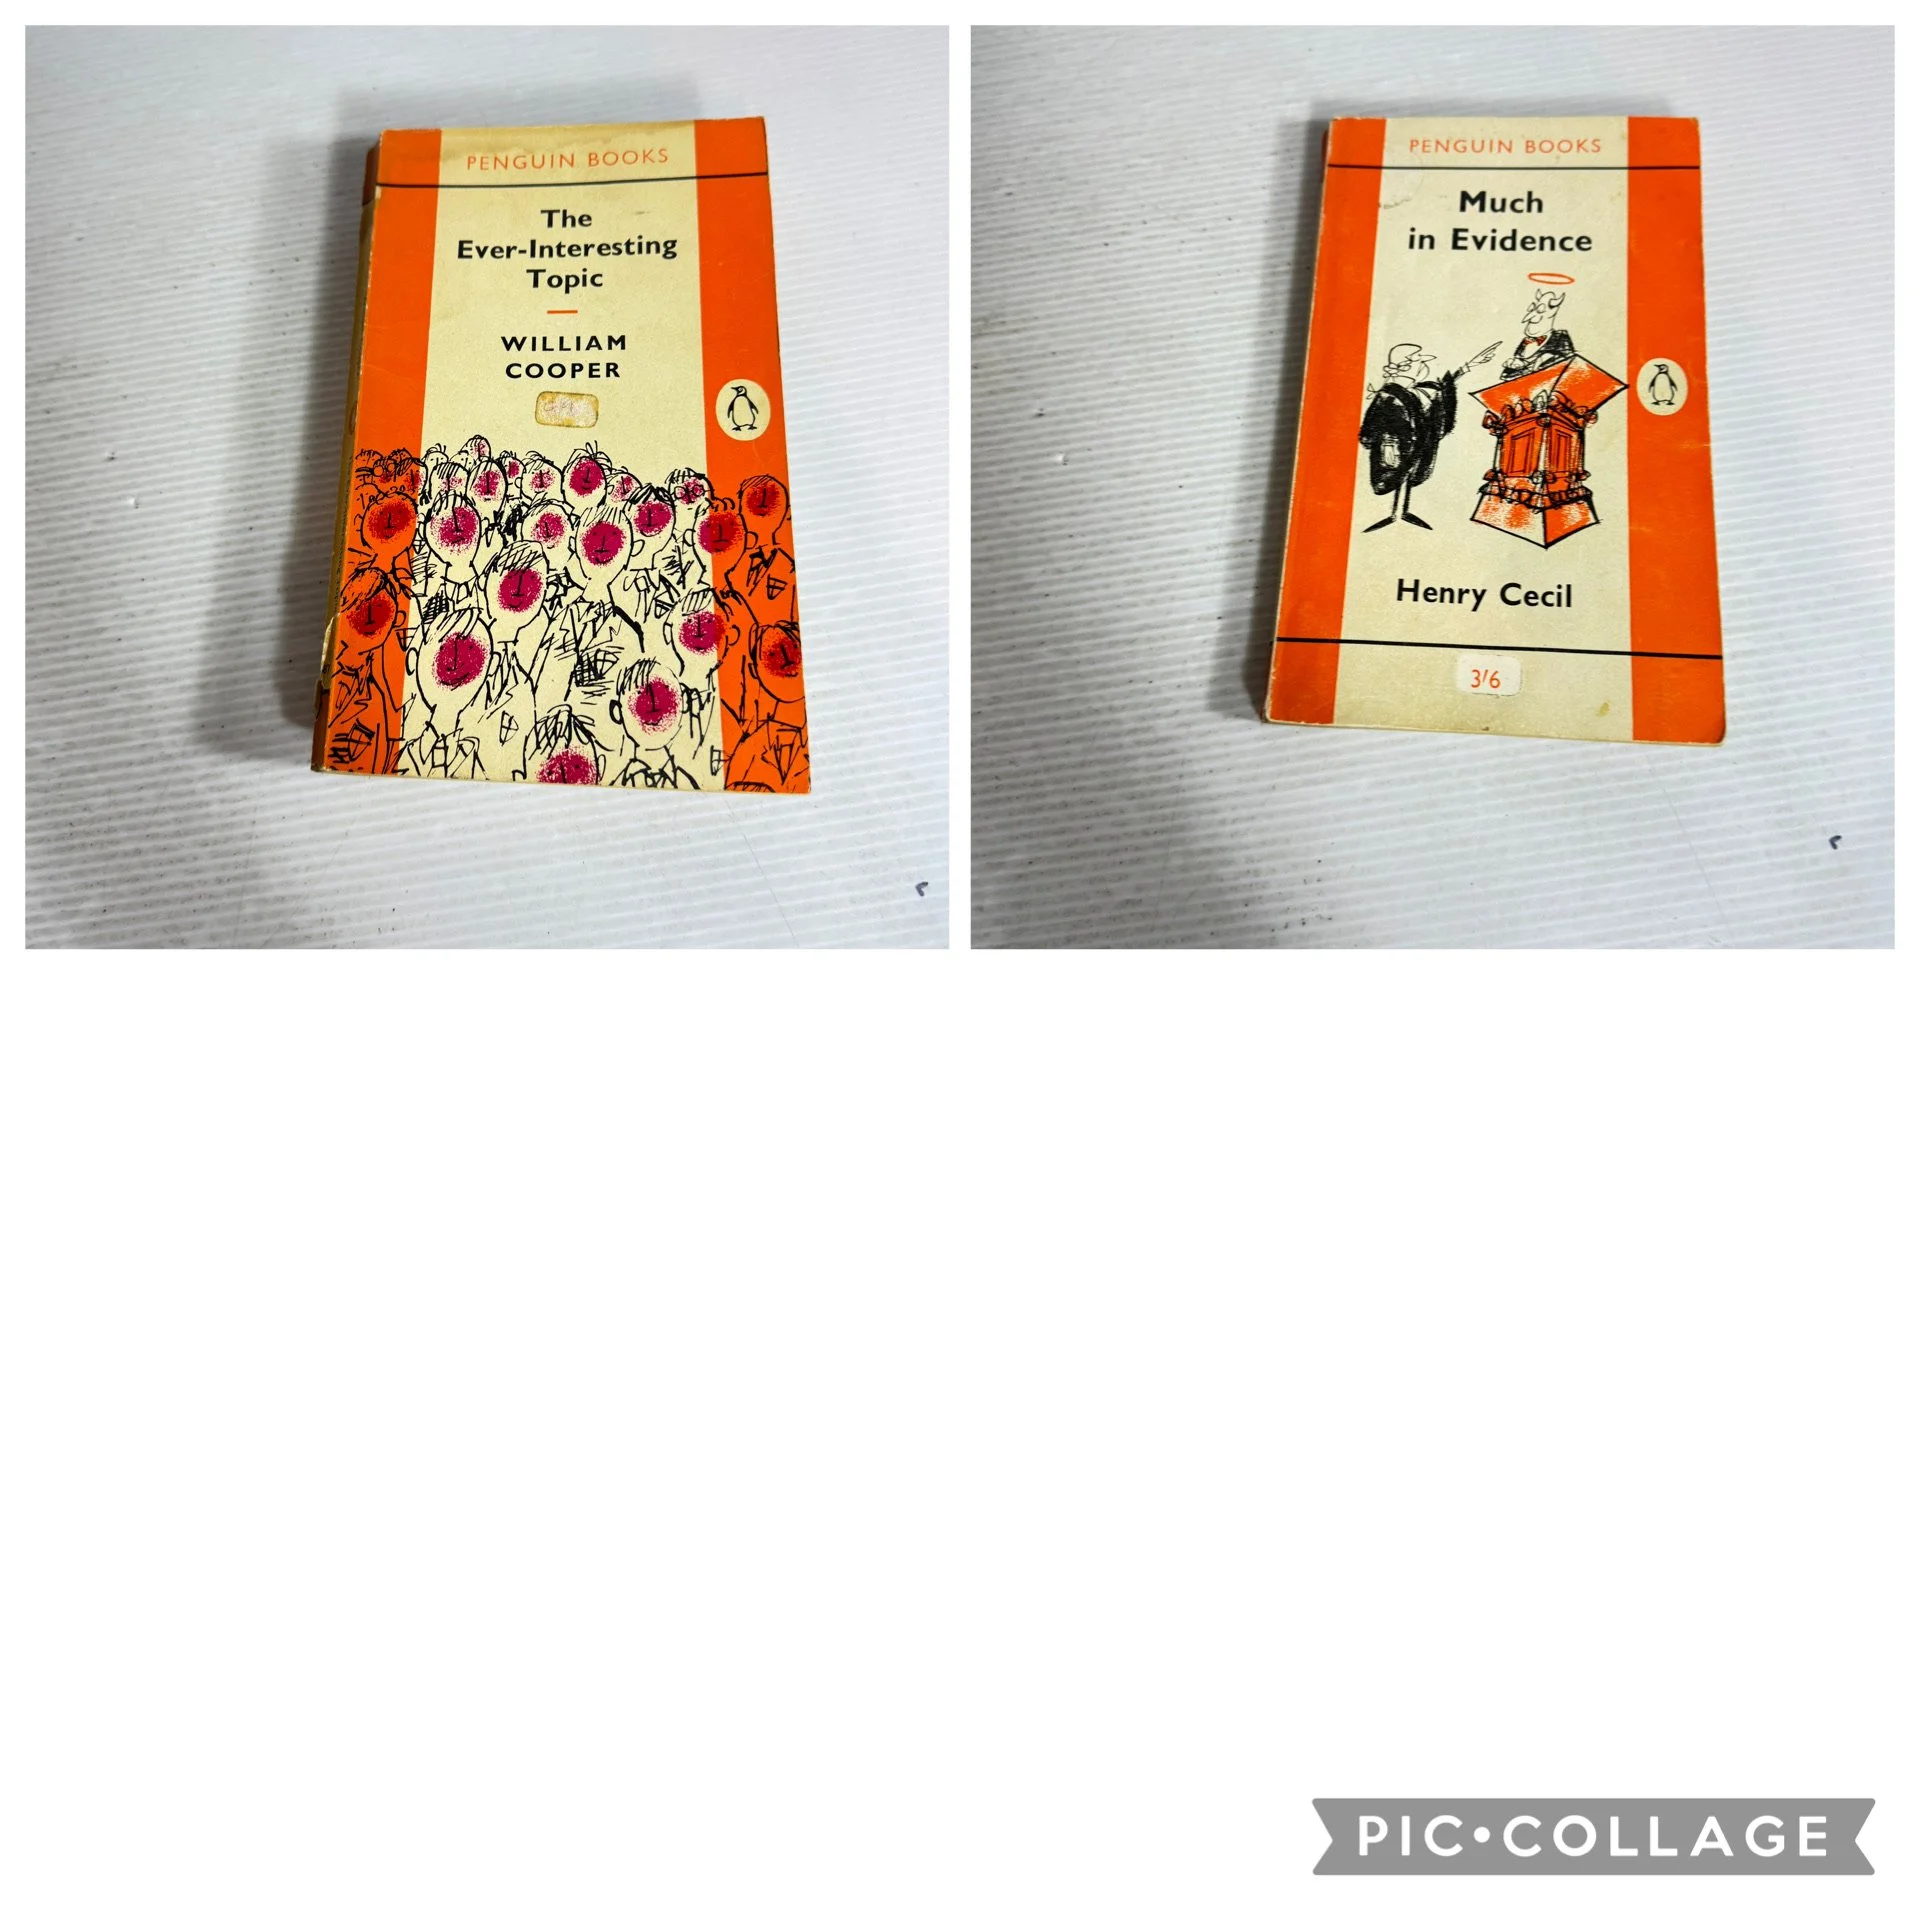 PENGUIN BOOKS
The
Ever-Interesting
Topic
WILLIAM
COOPER
PENGUIN BOOKS
Much
in Evidence
Henry Cecil
3'6
PIC•COLLAGE